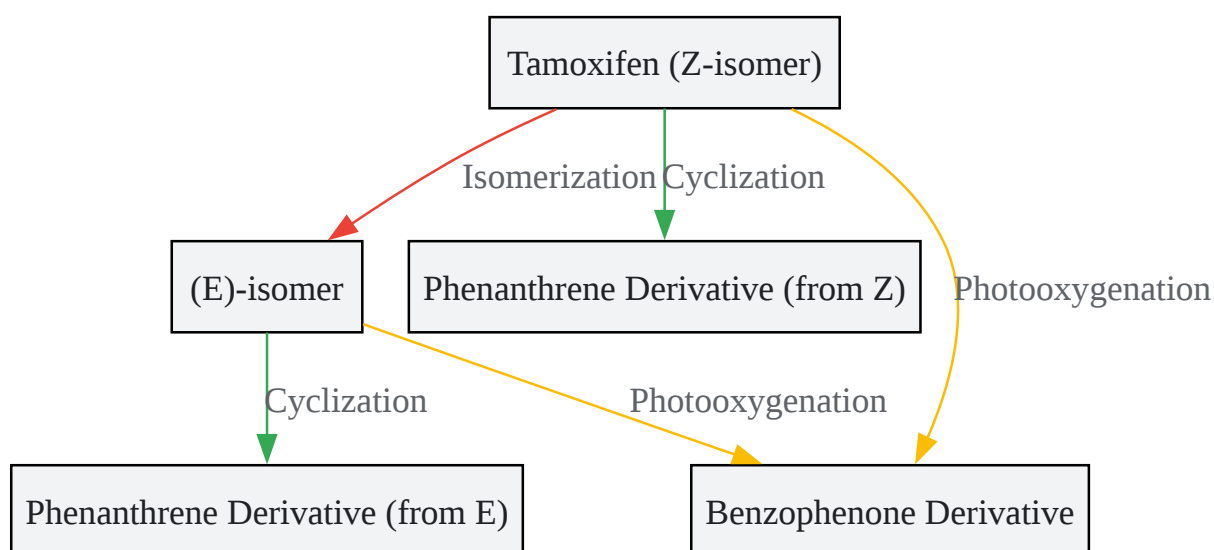 Tamoxifen (Z-isomer)
Isomerization
Cyclization
Photooxygenation
(E)-isomer
Phenanthrene Derivative (from Z)
Cyclization
Photooxygenation
Phenanthrene Derivative (from E)
Benzophenone Derivative